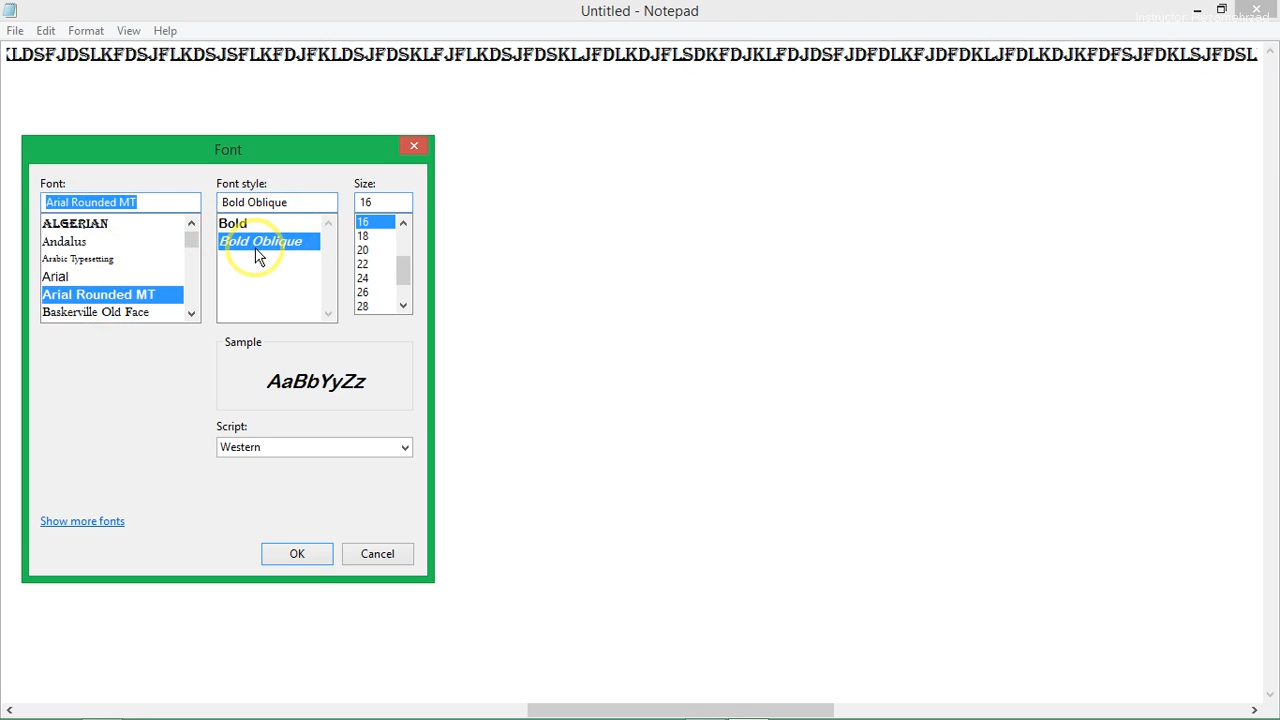 Untitled - Notepad
File Edit Format View Help
Font
Font: Font style: Size:
Arial Rounded MT Bold Oblique 16
ALGERIAN Bold 16
Andalus Bold Oblique 18
Arabic Typesetting 20
Arial 22
Arial Rounded MT 24
Baskerville Old Face 26
28
Sample
AaBbYyZz
Script:
Western
Show more fonts
OK Cancel